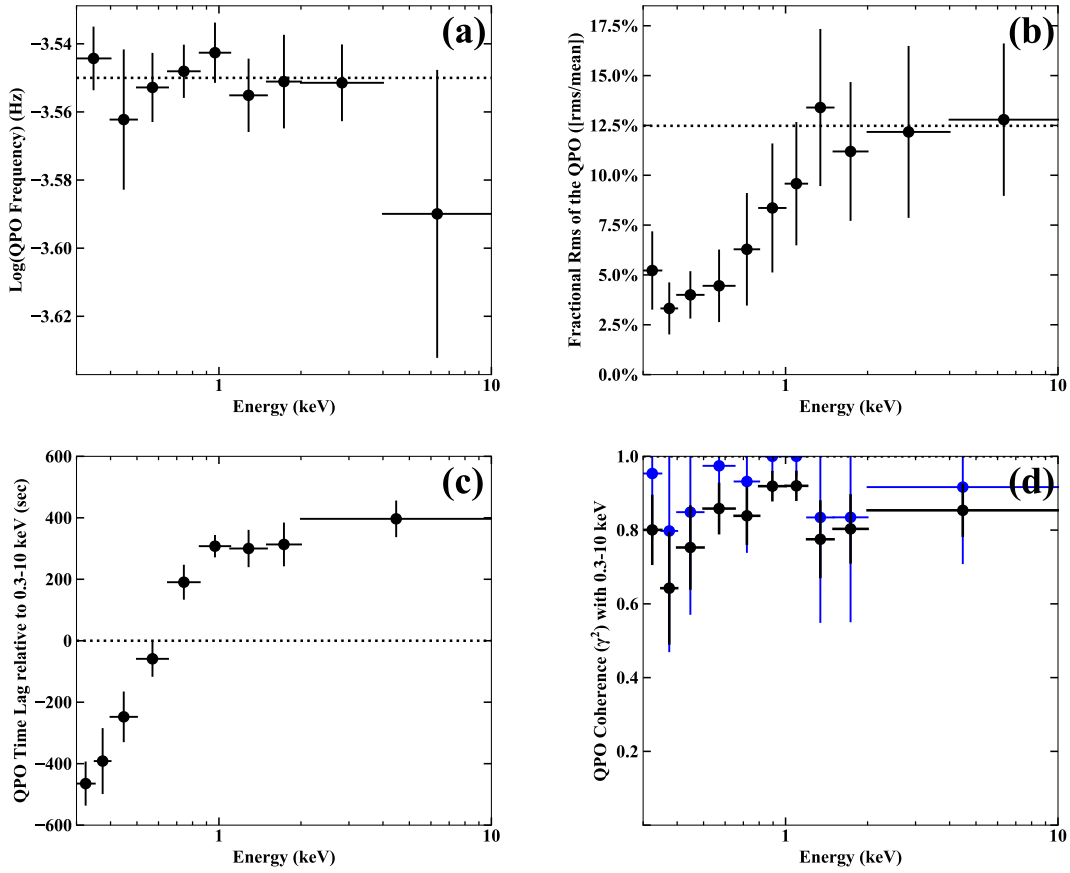 (a)
Log(QPO Frequency) (Hz)
−3.54
−3.56
−3.58
−3.60
−3.62
1
10
Energy (keV)
(b)
Fractional Rms of the QPO ([rms/mean])
17.5%
15.0%
12.5%
10.0%
7.5%
5.0%
2.5%
0.0%
1
10
Energy (keV)
(c)
QPO Time Lag relative to 0.3-10 keV (sec)
600
400
200
0
−200
−400
−600
1
10
Energy (keV)
(d)
QPO Coherence (γ²) with 0.3-10 keV
1.0
0.8
0.6
0.4
0.2
1
10
Energy (keV)